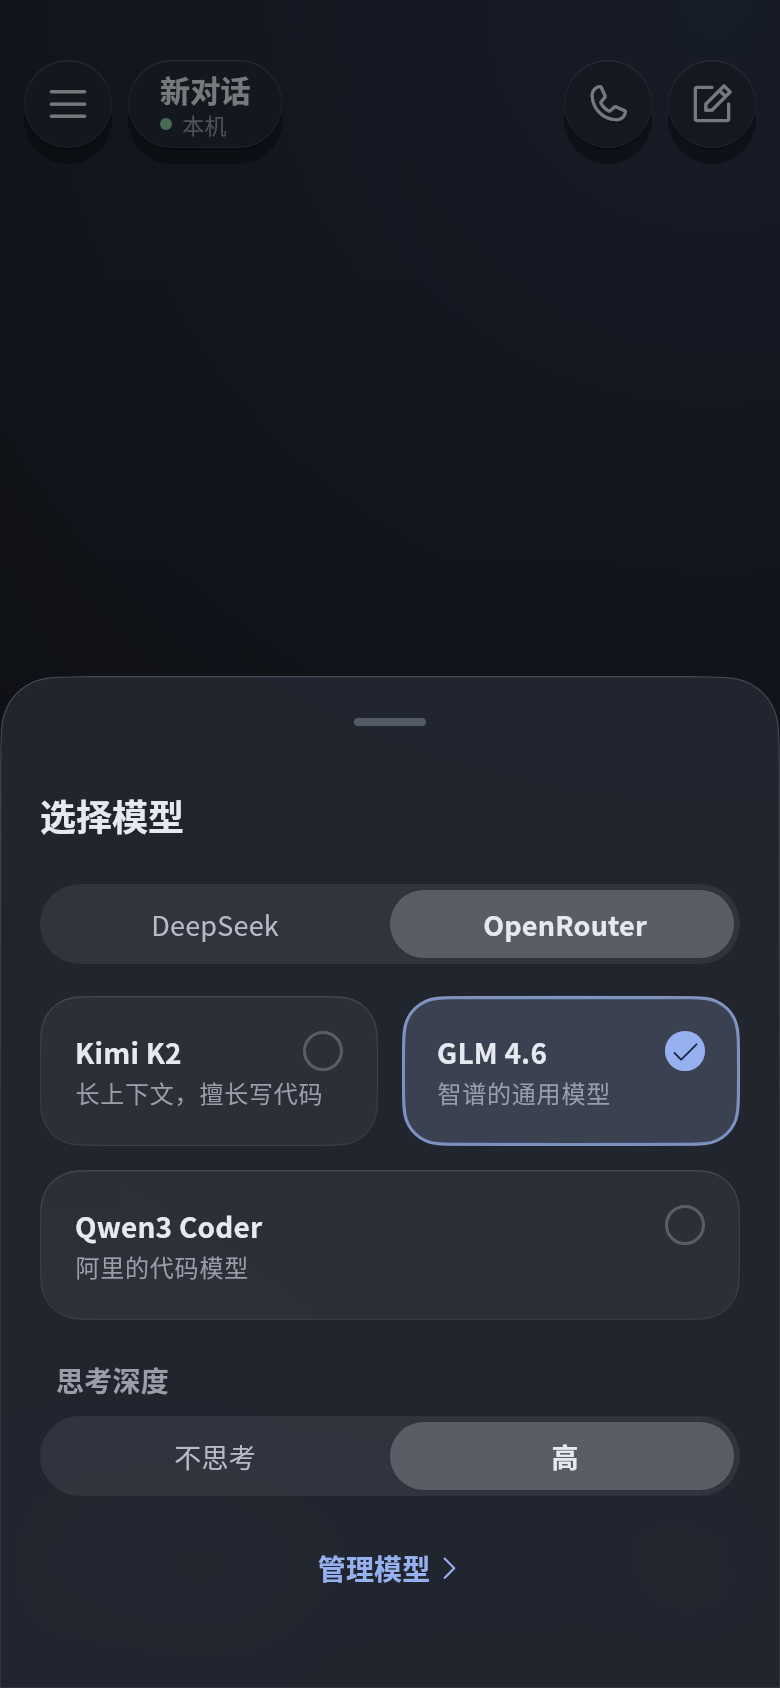 新对话
本机
选择模型
DeepSeek
OpenRouter
Kimi K2
长上下文，擅长写代码
GLM 4.6
智谱的通用模型
Qwen3 Coder
阿里的代码模型
思考深度
不思考
高
管理模型